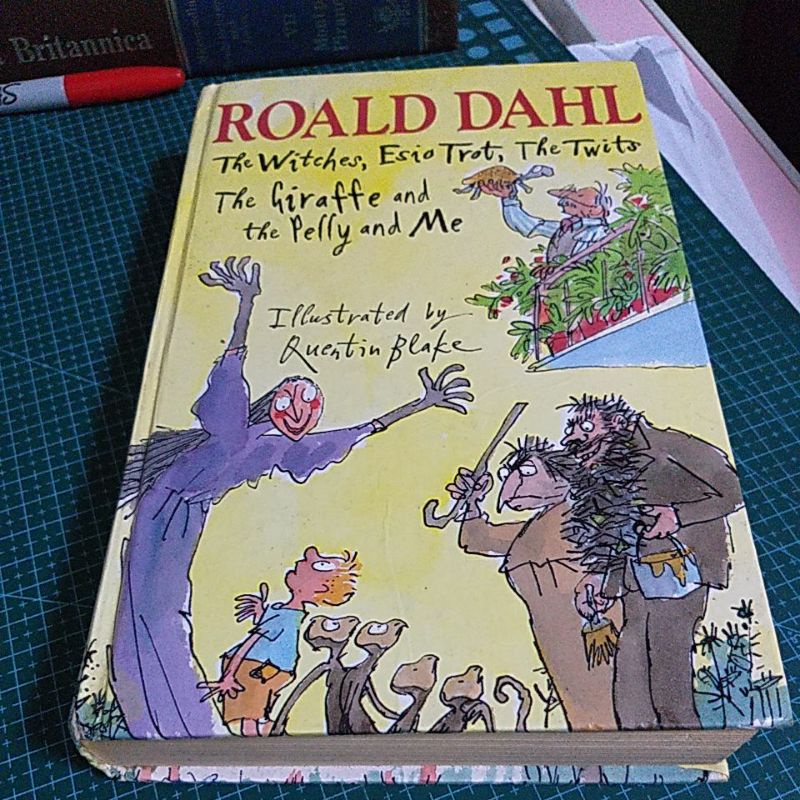 Britannica
ROALD DAHL
The Witches, Esio Trot, The Twits
The Giraffe and
the Pelly and Me
Illustrated by
Quentin Blake